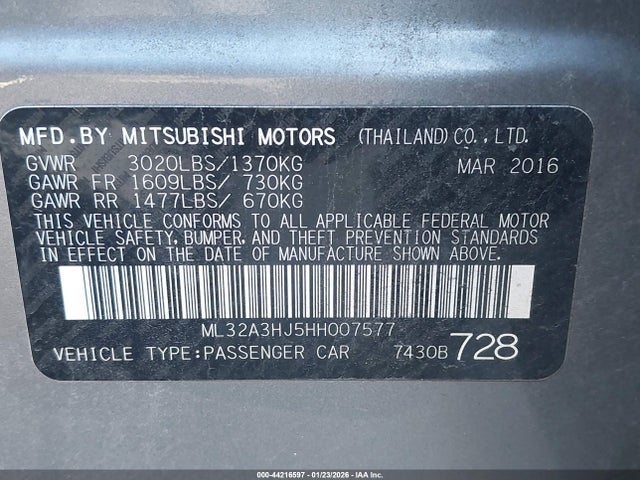 MFD.BY MITSUBISHI MOTORS (THAILAND) CO., LTD.
GVWR 3020LBS/1370KG MAR 2016
GAWR FR 1609LBS/ 730KG
GAWR RR 1477LBS/ 670KG
THIS VEHICLE CONFORMS TO ALL APPLICABLE FEDERAL MOTOR
VEHICLE SAFETY, BUMPER, AND THEFT PREVENTION STANDARDS
IN EFFECT ON THE DATE OF MANUFACTURE SHOWN ABOVE.
ML32A3HJ5HH007577
VEHICLE TYPE:PASSENGER CAR 7430B 728
000-44216597 - 01/23/2026 - IAA Inc.